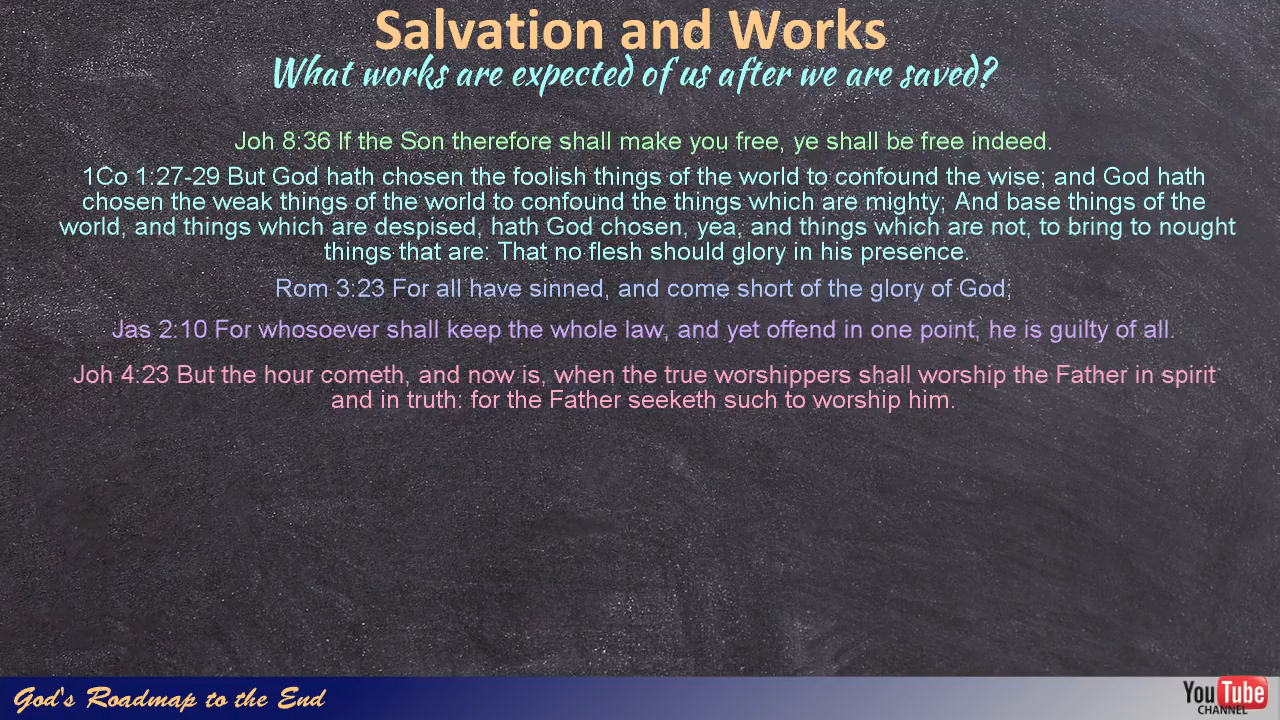 Salvation and Works
What works are expected of us after we are saved?
Joh 8:36 If the Son therefore shall make you free, ye shall be free indeed.
1Co 1:27-29 But God hath chosen the foolish things of the world to confound the wise; and God hath
chosen the weak things of the world to confound the things which are mighty; And base things of the
world, and things which are despised, hath God chosen, yea, and things which are not, to bring to nought
things that are: That no flesh should glory in his presence.
Rom 3:23 For all have sinned, and come short of the glory of God;
Jas 2:10 For whosoever shall keep the whole law, and yet offend in one point, he is guilty of all.
Joh 4:23 But the hour cometh, and now is, when the true worshippers shall worship the Father in spirit
and in truth: for the Father seeketh such to worship him.
God's Roadmap to the End
YouTube
CHANNEL